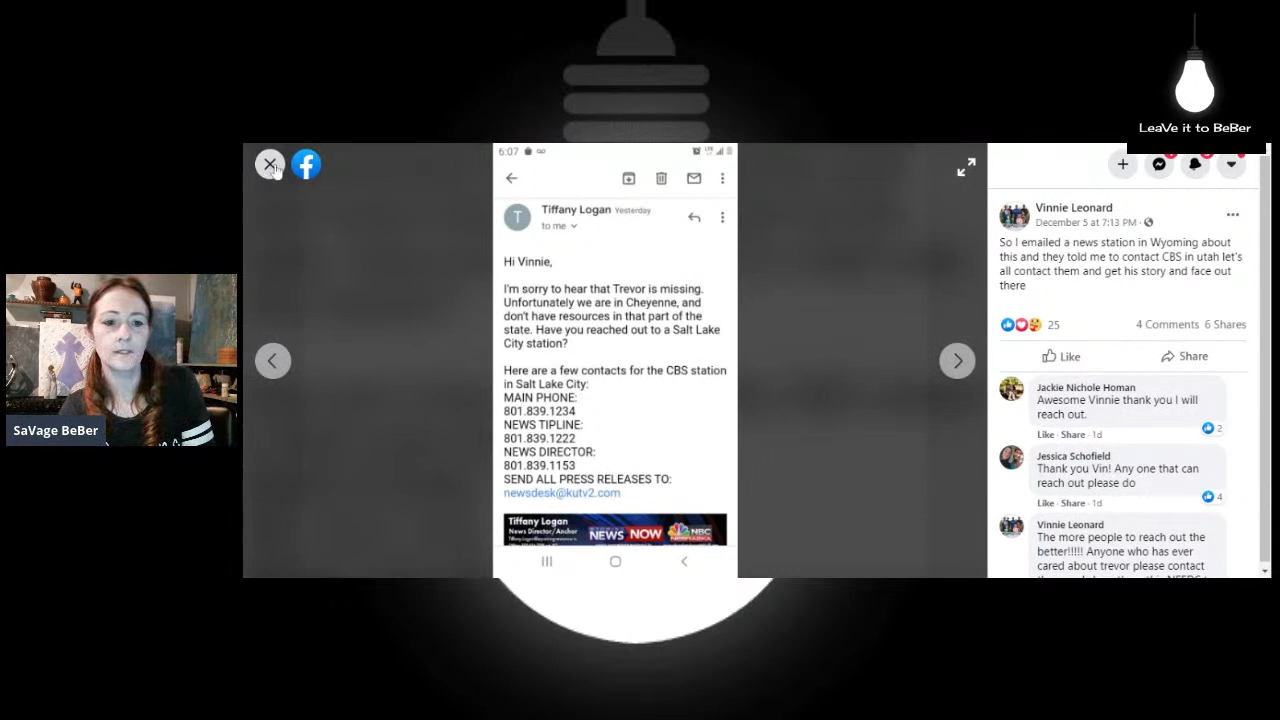 LeaVe it to BeBer
SaVage BeBer
6:07
Tiffany Logan Yesterday
to me
T
Hi Vinnie,
I'm sorry to hear that Trevor is missing.
Unfortunately we are in Cheyenne, and
don't have resources in that part of the
state. Have you reached out to a Salt Lake
City station?
Here are a few contacts for the CBS station
in Salt Lake City:
MAIN PHONE:
801.839.1234
NEWS TIPLINE:
801.839.1222
NEWS DIRECTOR:
801.839.1153
SEND ALL PRESS RELEASES TO:
newsdesk@kutv2.com
Tiffany Logan
News Director/Anchor
NEWS NOW
NBC
Vinnie Leonard
December 5 at 7:13 PM ·
So I emailed a news station in Wyoming about
this and they told me to contact CBS in utah let's
all contact them and get his story and face out
there
25
4 Comments 6 Shares
Like
Share
Jackie Nichole Homan
Awesome Vinnie thank you I will
reach out.
2
Like · Share · 1d
Jessica Schofield
Thank you Vin! Any one that can
reach out please do
4
Like · Share · 1d
Vinnie Leonard
The more people to reach out the
better!!!!! Anyone who has ever
cared about trevor please contact